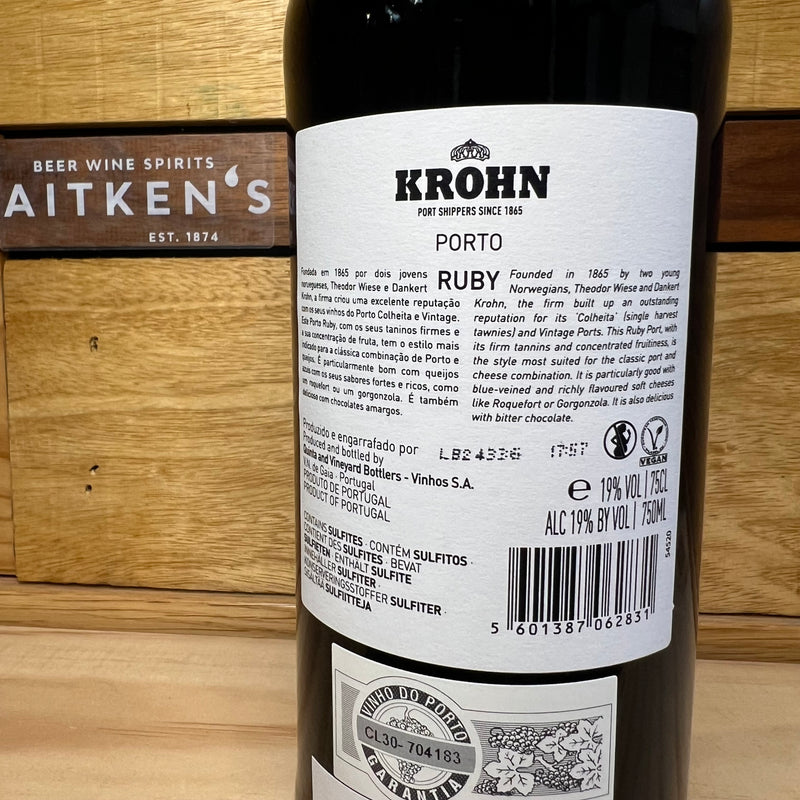 BEER WINE SPIRITS
AITKEN'S
EST. 1874
KROHN
PORT SHIPPERS SINCE 1865
PORTO
RUBY
Fundada em 1865 por dois jovens
noruegueses, Theodor Wiese e Dankert
Krohn, a firma criou uma excelente reputação
com os seus vinhos do Porto Colheita e Vintage.
Este Porto Ruby, com os seus taninos firmes e
a sua concentração de fruta, tem o estilo mais
indicado para a clássica combinação de Porto e
queijos. É particularmente bom com queijos
azuis com os seus sabores fortes e ricos, como
um roquefort ou um gorgonzola. É também
delicioso com chocolates amargos.
Founded in 1865 by two young
Norwegians, Theodor Wiese and Dankert
Krohn, the firm built up an outstanding
reputation for its 'Colheita' (single harvest
tawnies) and Vintage Ports. This Ruby Port, with
its firm tannins and concentrated fruitiness, is
the style most suited for the classic port and
cheese combination. It is particularly good with
blue-veined and richly flavoured soft cheeses
like Roquefort or Gorgonzola. It is also delicious
with bitter chocolate.
Produzido e engarrafado por
Produced and bottled by
Quinta and Vineyard Bottlers - Vinhos S.A.
V.N. de Gaia - Portugal
PRODUTO DE PORTUGAL
PRODUCT OF PORTUGAL
LB24336 17:57
VEGAN
e 19% VOL | 75CL
ALC 19% BY VOL | 750ML
CONTAINS SULFITES · CONTÉM SULFITOS ·
CONTIENT DES SULFITES · BEVAT
SULFIETEN · ENTHÄLT SULFITE
INNEHÅLLER SULFITER ·
KONSERVERINGSSTOFFER SULFITER ·
SISÄLTÄÄ SULFIITTEJA
54520
5 601387 062831
VINHO DO PORTO
CL30- 704183
GARANTIA